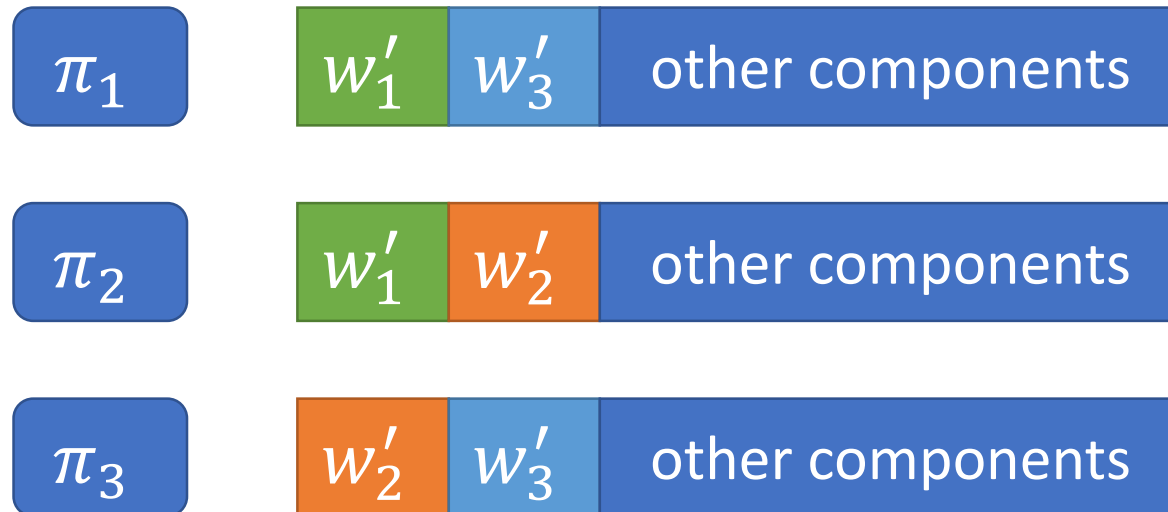 π₁ w′₁ w′₃ other components
π₂ w′₁ w′₂ other components
π₃ w′₂ w′₃ other components